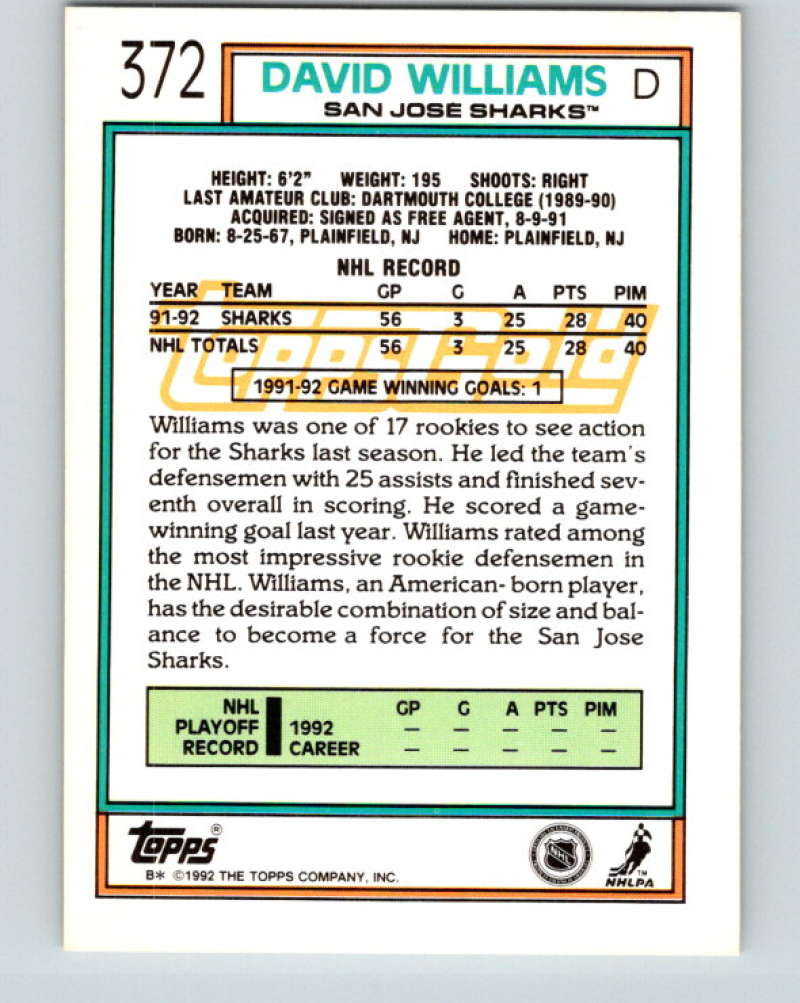 372
DAVID WILLIAMS D
SAN JOSE SHARKS™
HEIGHT: 6'2" WEIGHT: 195 SHOOTS: RIGHT
LAST AMATEUR CLUB: DARTMOUTH COLLEGE (1989-90)
ACQUIRED: SIGNED AS FREE AGENT, 8-9-91
BORN: 8-25-67, PLAINFIELD, NJ HOME: PLAINFIELD, NJ
NHL RECORD
YEAR TEAM GP G A PTS PIM
91-92 SHARKS 56 3 25 28 40
NHL TOTALS 56 3 25 28 40
ToppsGold
1991-92 GAME WINNING GOALS: 1
Williams was one of 17 rookies to see action
for the Sharks last season. He led the team's
defensemen with 25 assists and finished sev-
enth overall in scoring. He scored a game-
winning goal last year. Williams rated among
the most impressive rookie defensemen in
the NHL. Williams, an American- born player,
has the desirable combination of size and bal-
ance to become a force for the San Jose
Sharks.
NHL GP G A PTS PIM
PLAYOFF 1992 – – – – –
RECORD CAREER – – – – –
TOPPS®
B* ©1992 THE TOPPS COMPANY, INC.
NHL
™
NHLPA